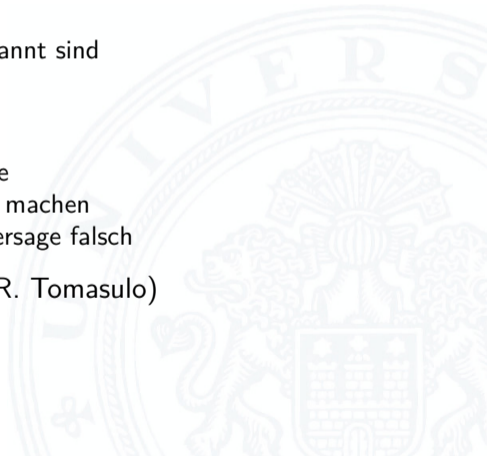 annt sind
e
machen
ersage falsch
R. Tomasulo)
U N I V E R S